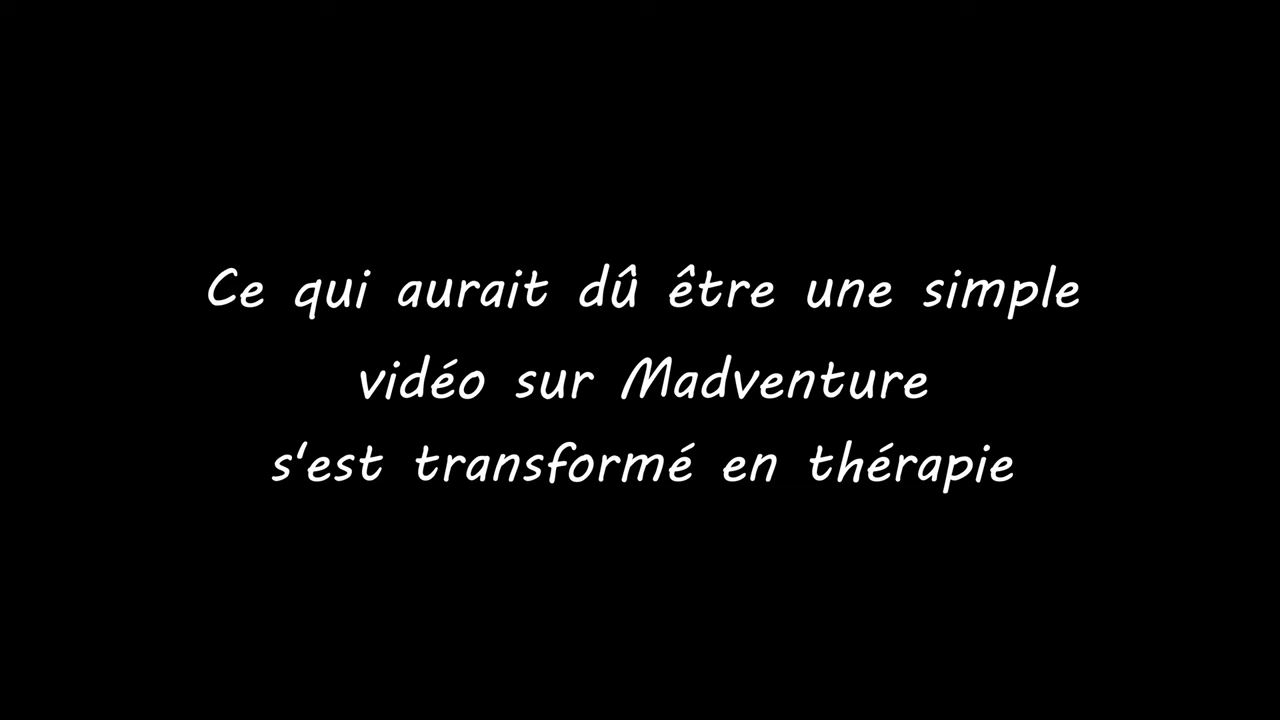 Ce qui aurait dû être une simple
vidéo sur Madventure
s'est transformé en thérapie